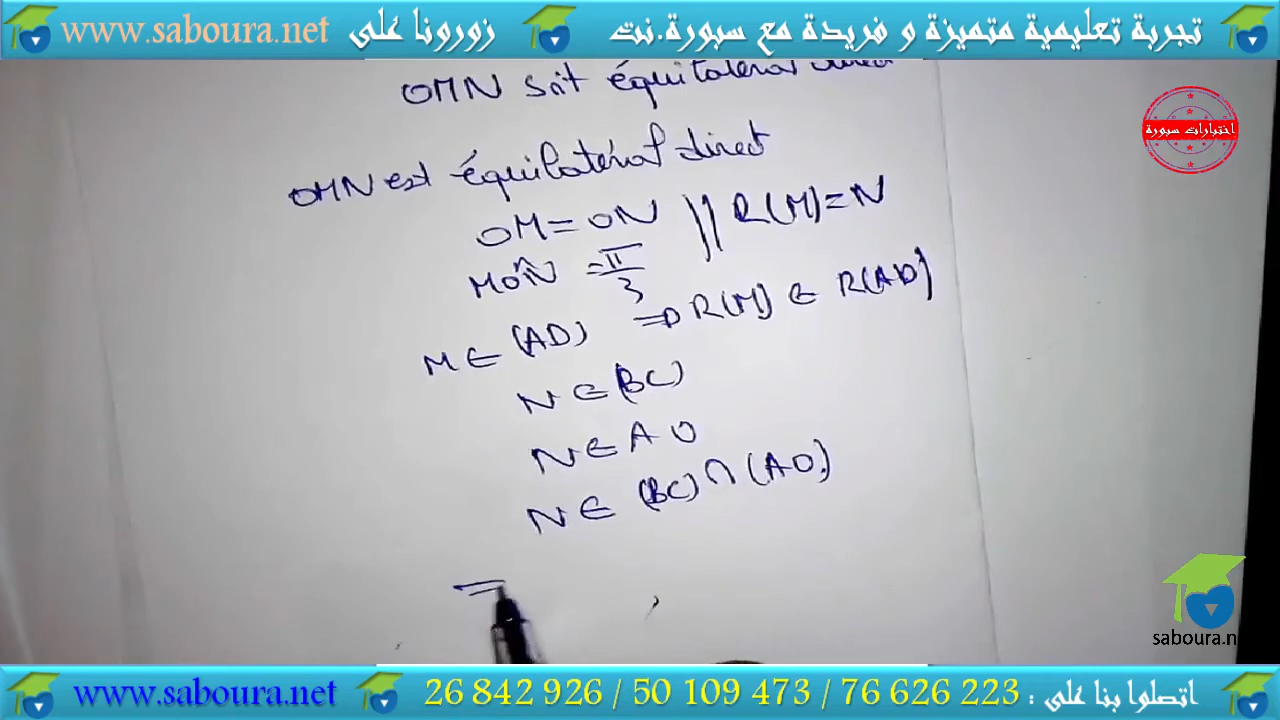 www.saboura.net زورونا على تجربة تعليمية متميزة و فريدة مع سبورة.نت
OMN soit équilatéral direct
اختبارات سبورة
OMN est équilatéral direct
OM = ON // R(M) = N
MÔN = π/3
M ∈ (AD) ⇒ R(M) ∈ R(AD)
N ∈ (BC)
N ∈ A O
N ∈ (BC) ∩ (AO)
saboura.n
www.saboura.net 26 842 926 / 50 109 473 / 76 626 223 : اتصلوا بنا على